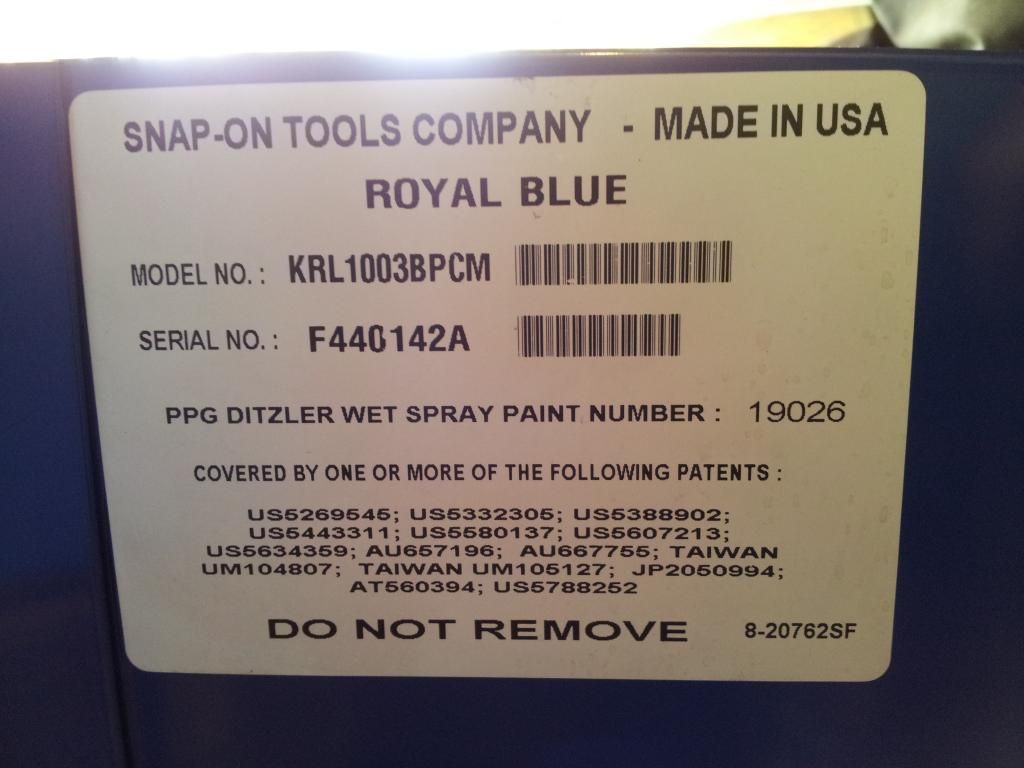 SNAP-ON TOOLS COMPANY - MADE IN USA
ROYAL BLUE
MODEL NO. : KRL1003BPCM
SERIAL NO. : F440142A
PPG DITZLER WET SPRAY PAINT NUMBER : 19026
COVERED BY ONE OR MORE OF THE FOLLOWING PATENTS :
US5269545; US5332305; US5388902;
US5443311; US5580137; US5607213;
US5634359; AU657196; AU667755; TAIWAN
UM104807; TAIWAN UM105127; JP2050994;
AT560394; US5788252
DO NOT REMOVE 8-20762SF